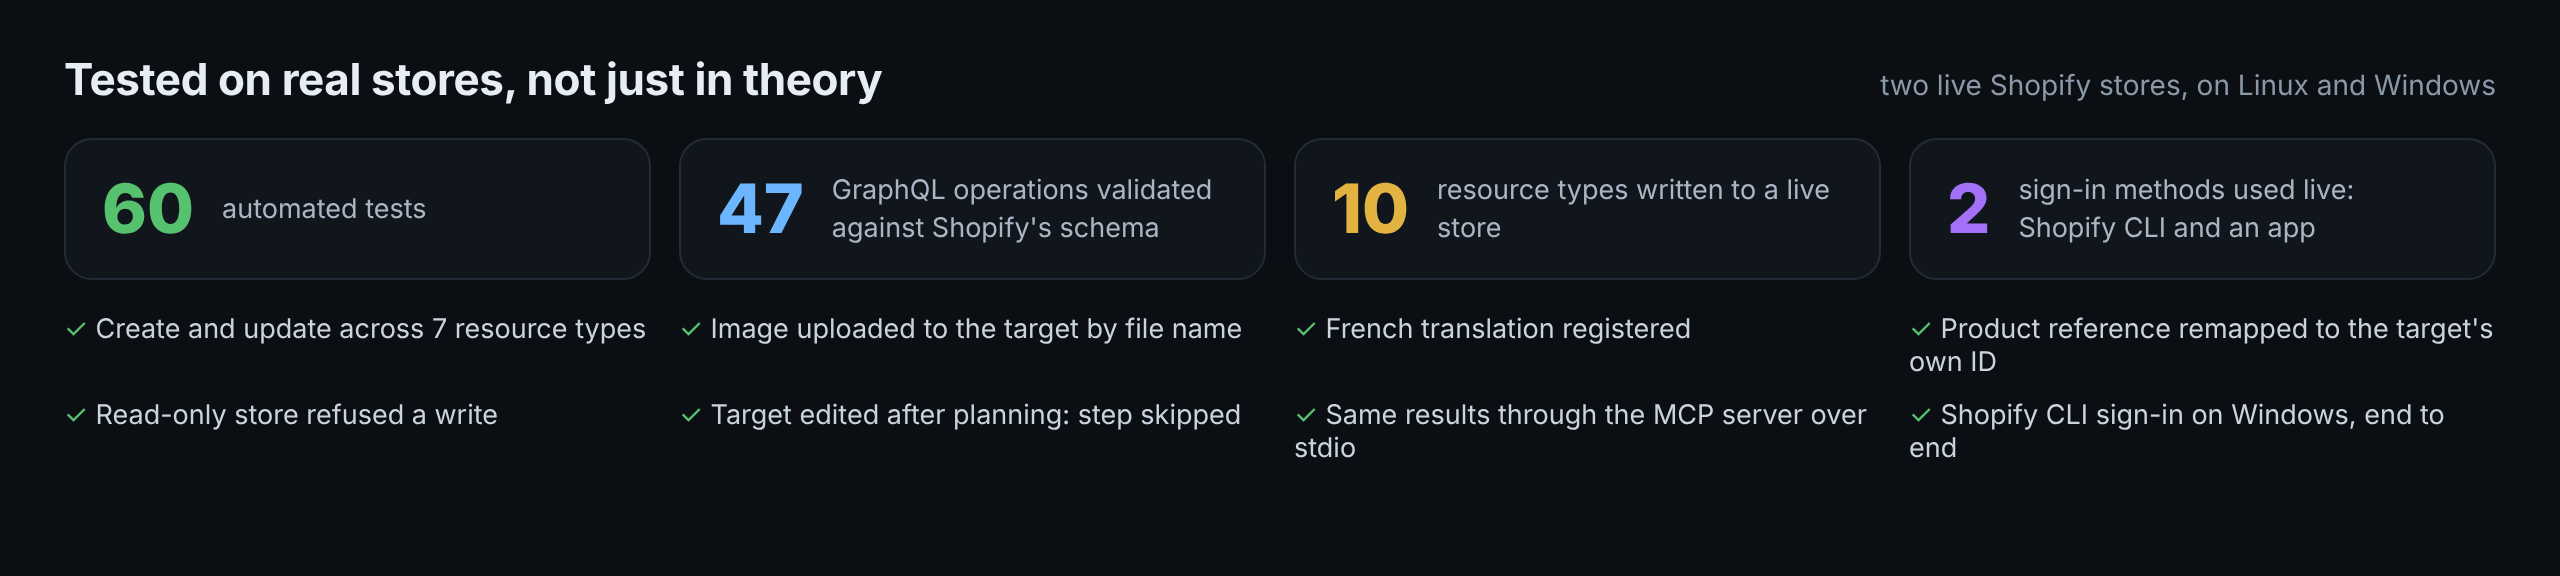 Tested on real stores, not just in theory
two live Shopify stores, on Linux and Windows
60
automated tests
47
GraphQL operations validated
against Shopify's schema
10
resource types written to a live
store
2
sign-in methods used live:
Shopify CLI and an app
✓ Create and update across 7 resource types
✓ Image uploaded to the target by file name
✓ French translation registered
✓ Product reference remapped to the target's
own ID
✓ Read-only store refused a write
✓ Target edited after planning: step skipped
✓ Same results through the MCP server over
stdio
✓ Shopify CLI sign-in on Windows, end to
end